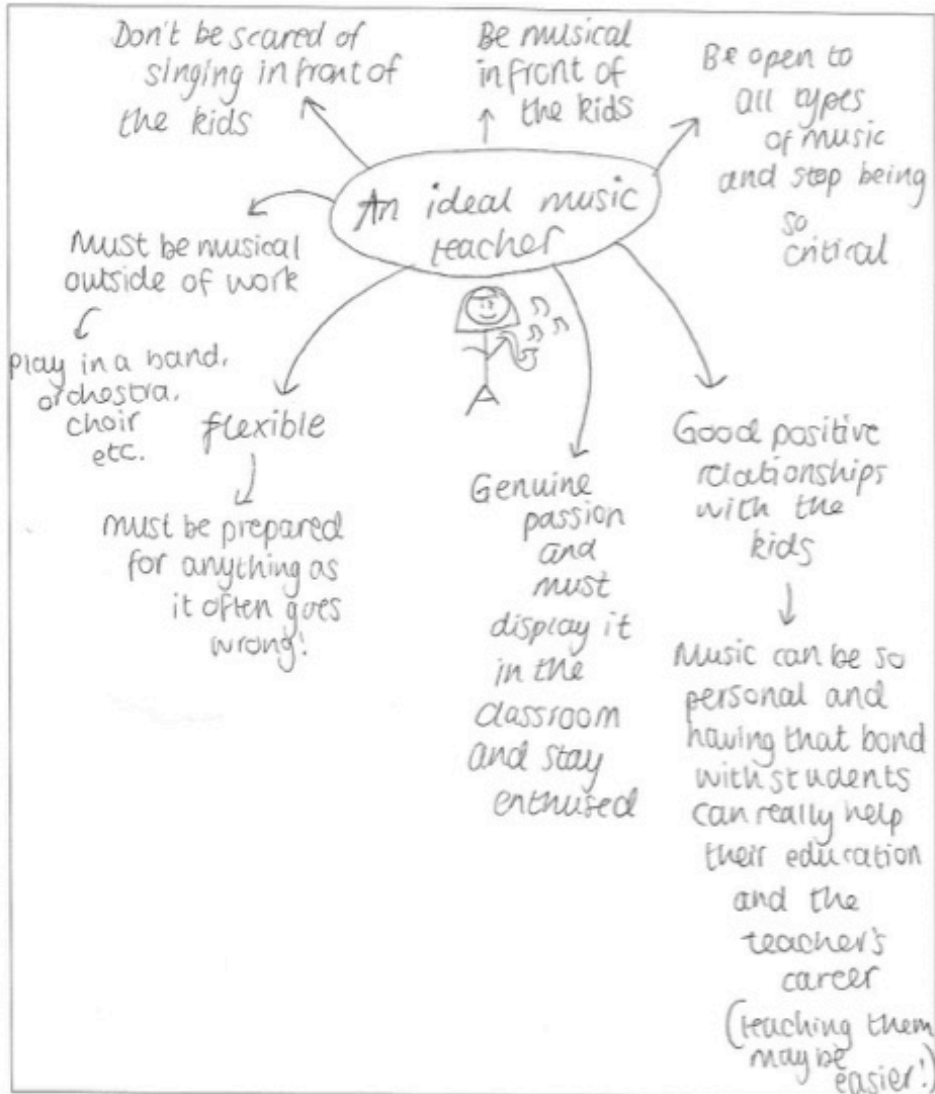 An ideal music
teacher
Don't be scared of
singing in front of
the kids
Be musical
in front of
the kids
Be open to
all types
of music
and stop being
so
critical
Must be musical
outside of work
play in a band,
orchestra,
choir
etc.
flexible
must be prepared
for anything as
it often goes
wrong!
Genuine
passion
and
must
display it
in the
classroom
and stay
enthused
Good positive
relationships
with the
kids
Music can be so
personal and
having that bond
with students
can really help
their education
and the
teacher's
career
(teaching them
maybe
easier!)